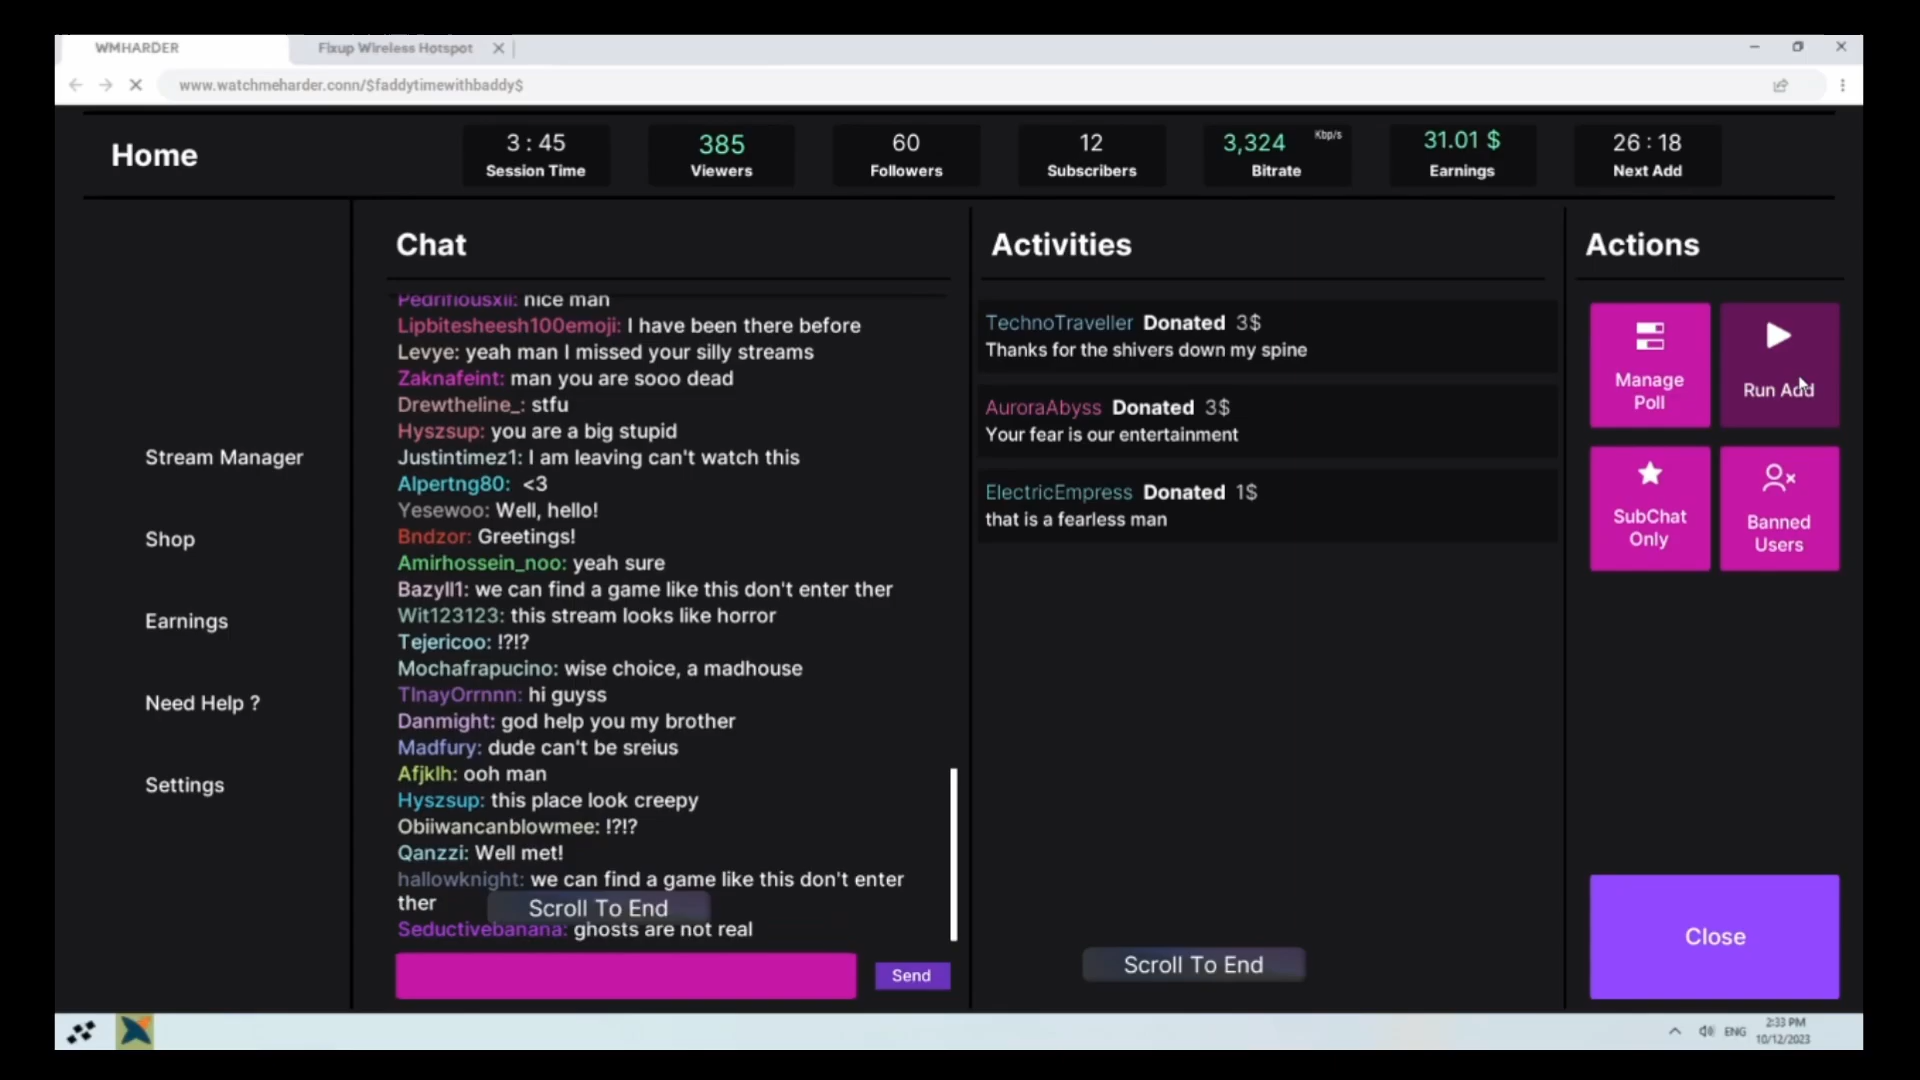 WMHARDER
Fixup Wireless Hotspot
www.watchmeharder.conn/$faddytimewithbaddy$
Home
3 : 45
Session Time
385
Viewers
60
Followers
12
Subscribers
3,324 Kbp/s
Bitrate
31.01 $
Earnings
26 : 18
Next Add
Stream Manager
Shop
Earnings
Need Help ?
Settings
Chat
Pedrifiousxii: nice man
Lipbitesheesh100emoji: I have been there before
Levye: yeah man I missed your silly streams
Zaknafeint: man you are sooo dead
Drewtheline_: stfu
Hyszsup: you are a big stupid
Justintimez1: I am leaving can't watch this
Alpertng80: <3
Yesewoo: Well, hello!
Bndzor: Greetings!
Amirhossein_noo: yeah sure
Bazyll1: we can find a game like this don't enter ther
Wit123123: this stream looks like horror
Tejericoo: !?!?
Mochafrapucino: wise choice, a madhouse
TInayOrrnnn: hi guyss
Danmight: god help you my brother
Madfury: dude can't be sreius
Afjklh: ooh man
Hyszsup: this place look creepy
Obiiwancanblowmee: !?!?
Qanzzi: Well met!
hallowknight: we can find a game like this don't enter
ther
Scroll To End
Seductivebanana: ghosts are not real
Send
Activities
TechnoTraveller Donated 3$
Thanks for the shivers down my spine
AuroraAbyss Donated 3$
Your fear is our entertainment
ElectricEmpress Donated 1$
that is a fearless man
Scroll To End
Actions
Manage
Poll
Run Add
SubChat
Only
Banned
Users
Close
ENG
2:33 PM
10/12/2023